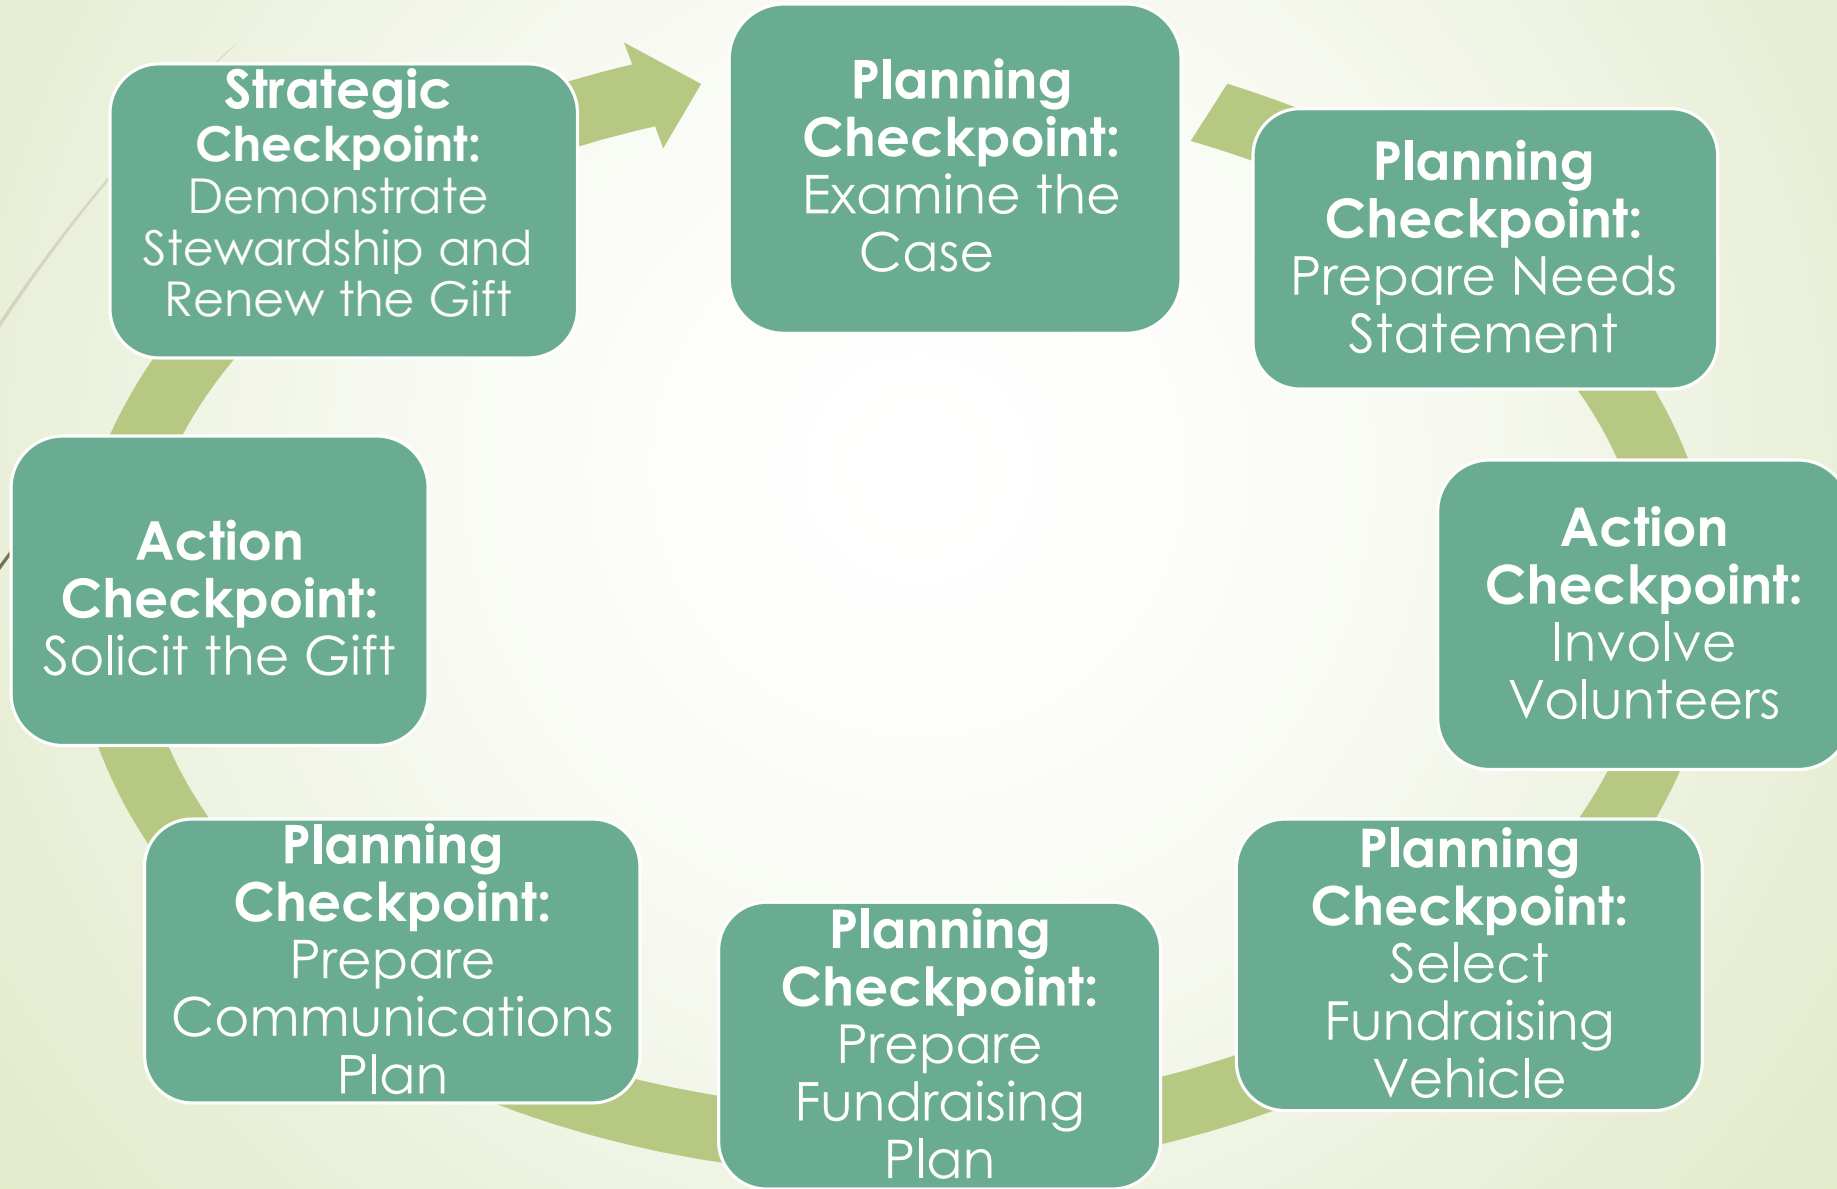 Planning
Checkpoint:
Examine the
Case
Planning
Checkpoint:
Prepare Needs
Statement
Action
Checkpoint:
Involve
Volunteers
Planning
Checkpoint:
Select
Fundraising
Vehicle
Planning
Checkpoint:
Prepare
Fundraising
Plan
Planning
Checkpoint:
Prepare
Communications
Plan
Action
Checkpoint:
Solicit the Gift
Strategic
Checkpoint:
Demonstrate
Stewardship and
Renew the Gift